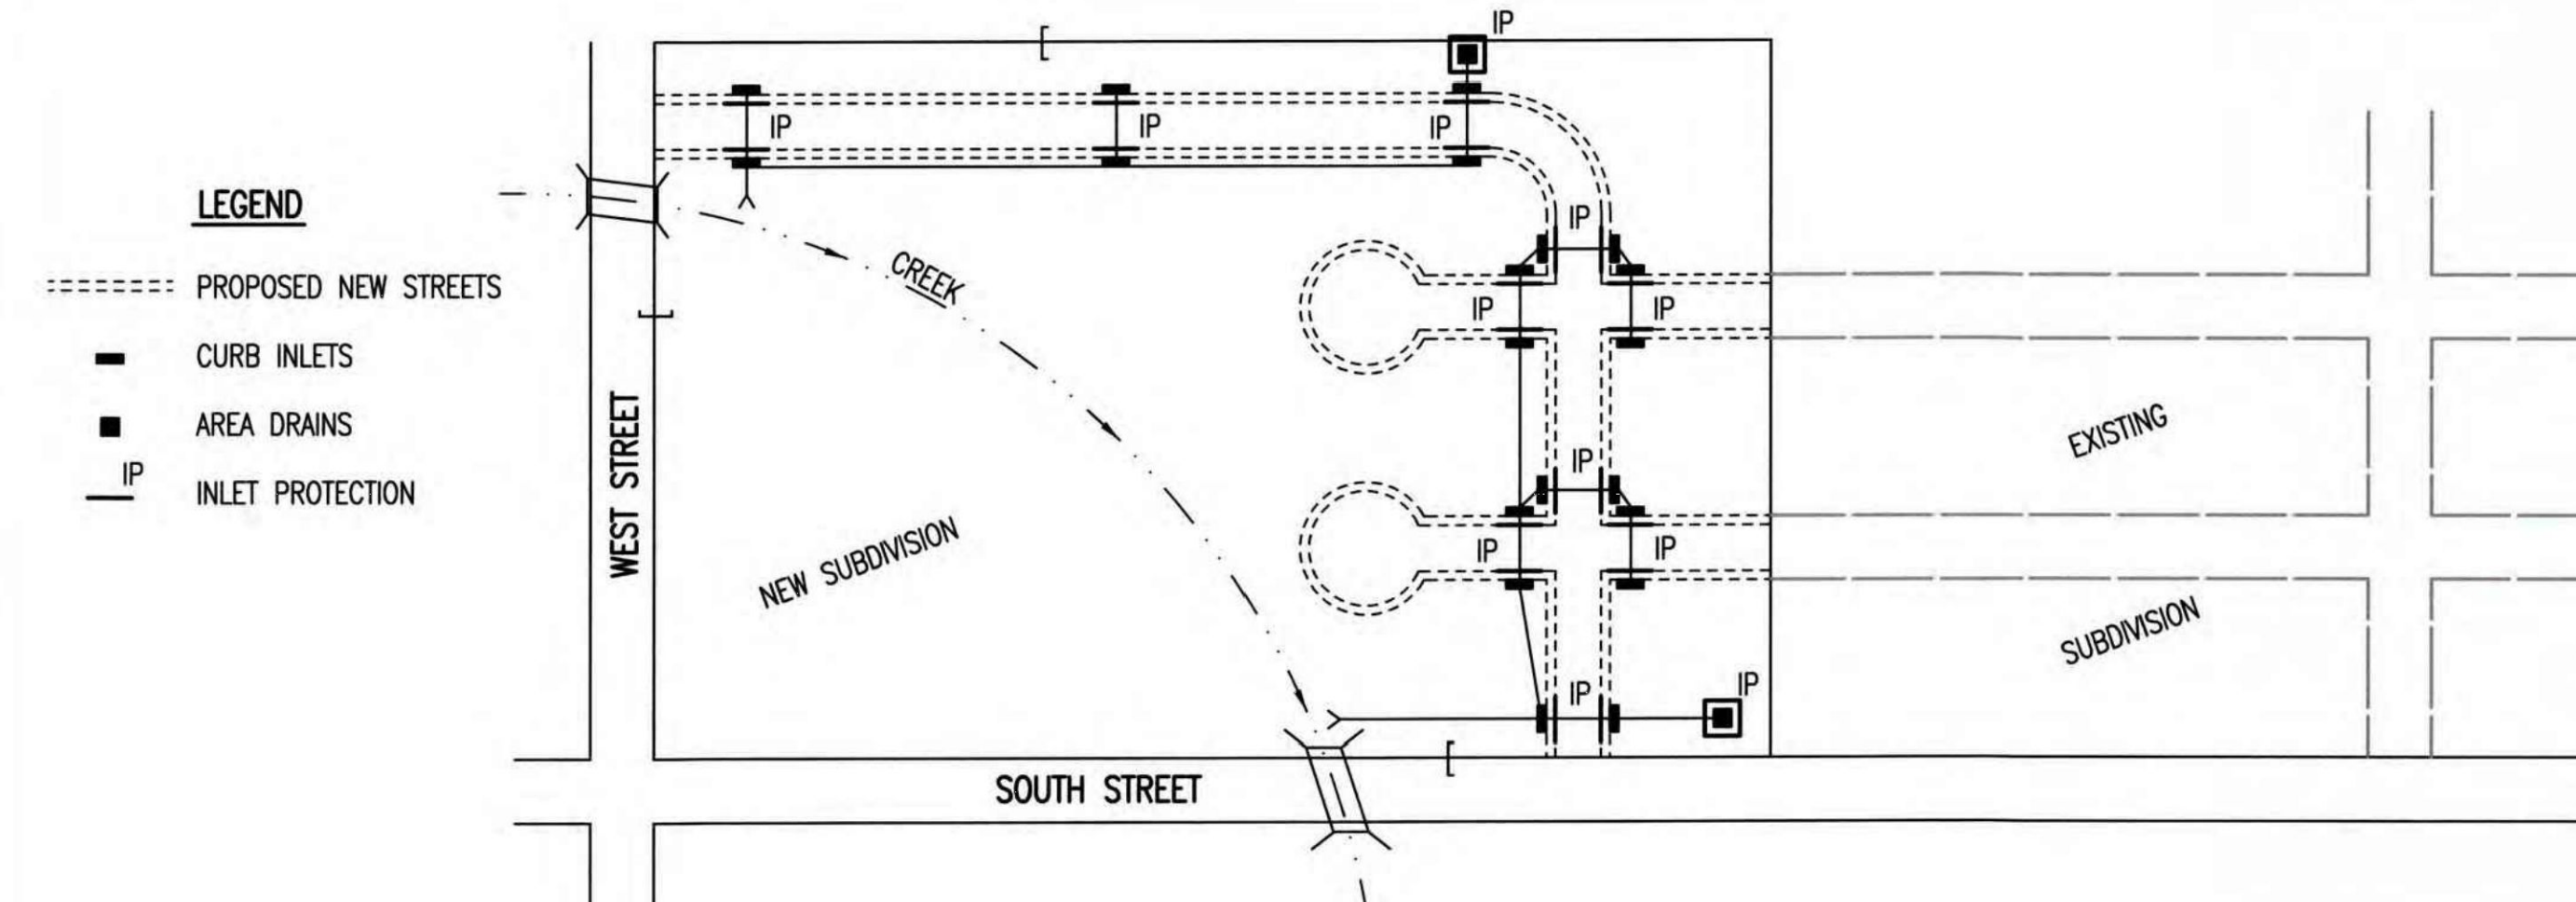 IP
IP
IP
IP
LEGEND
PROPOSED NEW STREETS
CURB INLETS
AREA DRAINS
IP
INLET PROTECTION
WEST STREET
CREEK
NEW SUBDIVISION
SOUTH STREET
IP
IP
IP
IP
IP
IP
IP
IP
EXISTING
SUBDIVISION